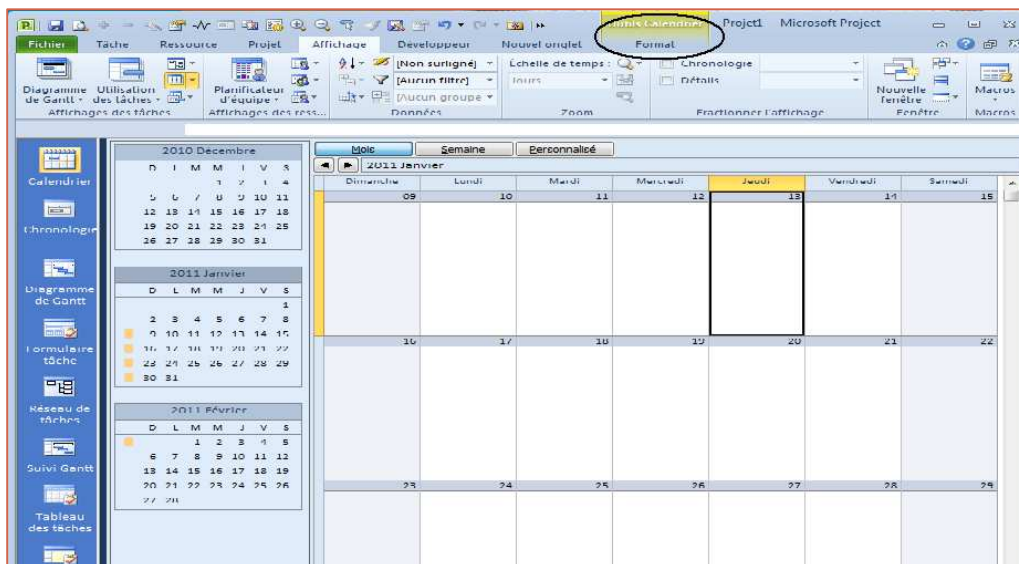 Outils Calendrier Projet1 Microsoft Project
Fichier Tâche Ressource Projet Affichage Développeur Nouvel onglet Format
Diagramme de Gantt
Utilisation des tâches
Planificateur d'équipe
[Non surligné]
[Aucun filtre]
[Aucun groupe
Échelle de temps :
Jours
Chronologie
Détails
Nouvelle fenêtre
Macros
Affichages des tâches Affichages des ress... Données Zoom Fractionner l'affichage Fenêtre Macros
Calendrier
Chronologie
Diagramme de Gantt
Formulaire tâche
Réseau de tâches
Suivi Gantt
Tableau des tâches
2010 Décembre
D L M M J V S
1 2 3 4
5 6 7 8 9 10 11
12 13 14 15 16 17 18
19 20 21 22 23 24 25
26 27 28 29 30 31
2011 Janvier
D L M M J V S
1
2 3 4 5 6 7 8
9 10 11 12 13 14 15
16 17 18 19 20 21 22
23 24 25 26 27 28 29
30 31
2011 Février
D L M M J V S
1 2 3 4 5
6 7 8 9 10 11 12
13 14 15 16 17 18 19
20 21 22 23 24 25 26
27 28
Mois Semaine Personnalisé
2011 Janvier
Dimanche Lundi Mardi Mercredi Jeudi Vendredi Samedi
09 10 11 12 13 14 15
16 17 18 19 20 21 22
23 24 25 26 27 28 29